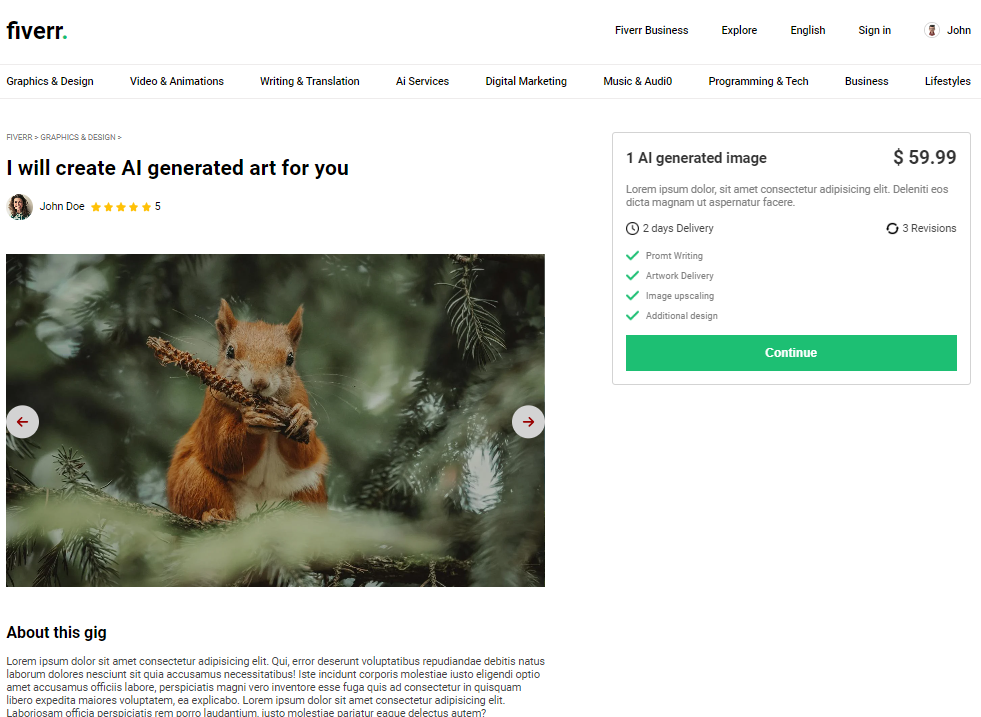 fiverr.
Fiverr Business Explore English Sign in John
Graphics & Design Video & Animations Writing & Translation Ai Services Digital Marketing Music & Audi0 Programming & Tech Business Lifestyles
FIVERR > GRAPHICS & DESIGN >
I will create AI generated art for you
John Doe 5
1 AI generated image $ 59.99
Lorem ipsum dolor, sit amet consectetur adipisicing elit. Deleniti eos
dicta magnam ut aspernatur facere.
2 days Delivery 3 Revisions
Promt Writing
Artwork Delivery
Image upscaling
Additional design
Continue
About this gig
Lorem ipsum dolor sit amet consectetur adipisicing elit. Qui, error deserunt voluptatibus repudiandae debitis natus
laborum dolores nesciunt sit quia accusamus necessitatibus! Iste incidunt corporis molestiae iusto eligendi optio
amet accusamus officiis labore, perspiciatis magni vero inventore esse fuga quis ad consectetur in quisquam
libero expedita maiores voluptatem, ea explicabo. Lorem ipsum dolor sit amet consectetur adipisicing elit.
Laboriosam officia perspiciatis rem porro laudantium, iusto molestiae pariatur eaque delectus autem?